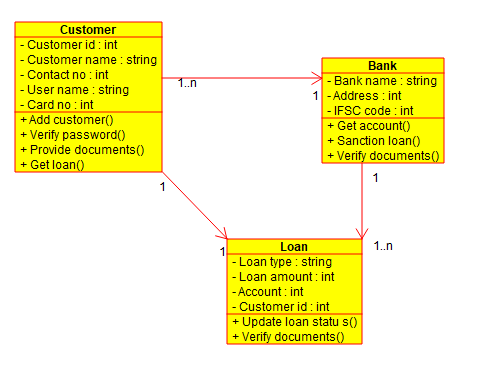 Customer
- Customer id : int
- Customer name : string
- Contact no : int
- User name : string
- Card no : int
+ Add customer()
+ Verify password()
+ Provide documents()
+ Get loan()
1..n
1
Bank
- Bank name : string
- Address : int
- IFSC code : int
+ Get account()
+ Sanction loan()
+ Verify documents()
1
1
1
1..n
Loan
- Loan type : string
- Loan amount : int
- Account : int
- Customer id : int
+ Update loan statu s()
+ Verify documents()